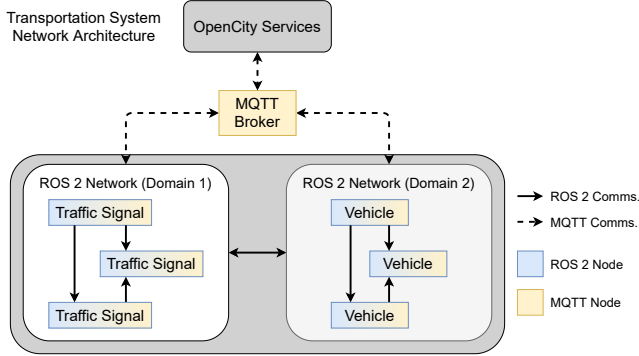 Transportation System
Network Architecture
OpenCity Services
MQTT
Broker
ROS 2 Network (Domain 1)
Traffic Signal
Traffic Signal
Traffic Signal
ROS 2 Network (Domain 2)
Vehicle
Vehicle
Vehicle
ROS 2 Comms.
MQTT Comms.
ROS 2 Node
MQTT Node